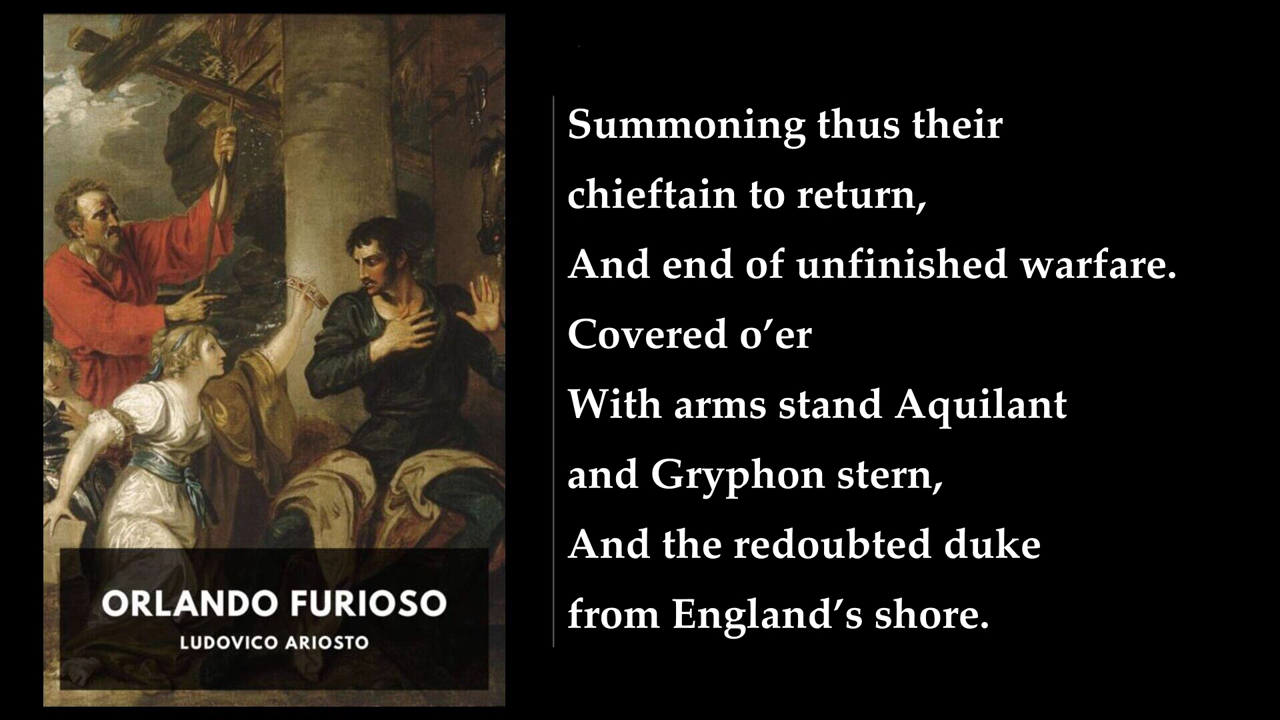 ORLANDO FURIOSO
LUDOVICO ARIOSTO
Summoning thus their
chieftain to return,
And end of unfinished warfare.
Covered o’er
With arms stand Aquilant
and Gryphon stern,
And the redoubted duke
from England’s shore.